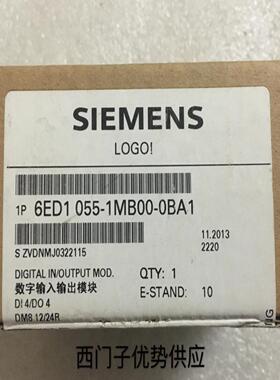 SIEMENS
LOGO!
1P 6ED1 055-1MB00-0BA1
S ZVDNMJ0322115
11.2013
2220
DIGITAL IN/OUTPUT MOD.
QTY: 1
数字输入输出模块
E-STAND: 10
DI 4/DO 4
DM8 12/24R
西门子优势供应